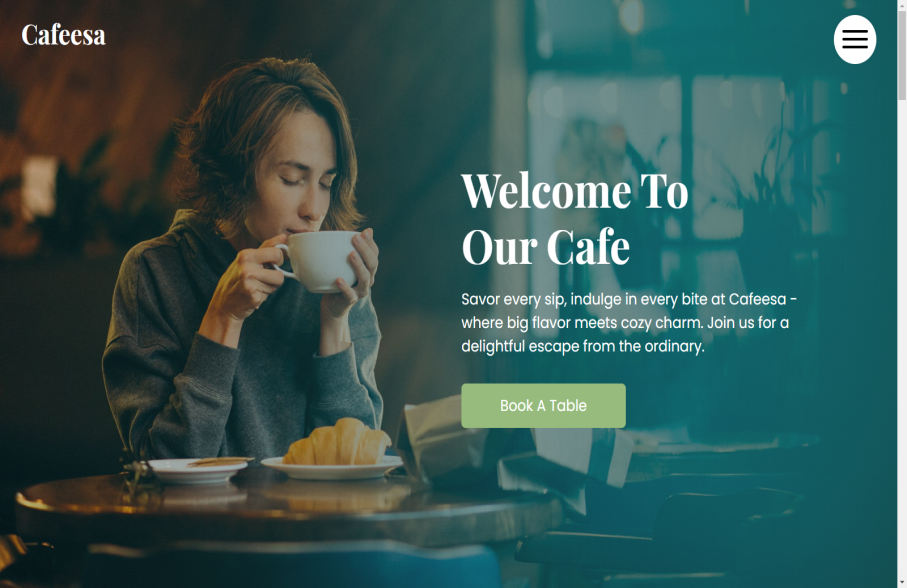 Cafeesa
Welcome To
Our Cafe
Savor every sip, indulge in every bite at Cafeesa -
where big flavor meets cozy charm. Join us for a
delightful escape from the ordinary.
Book A Table